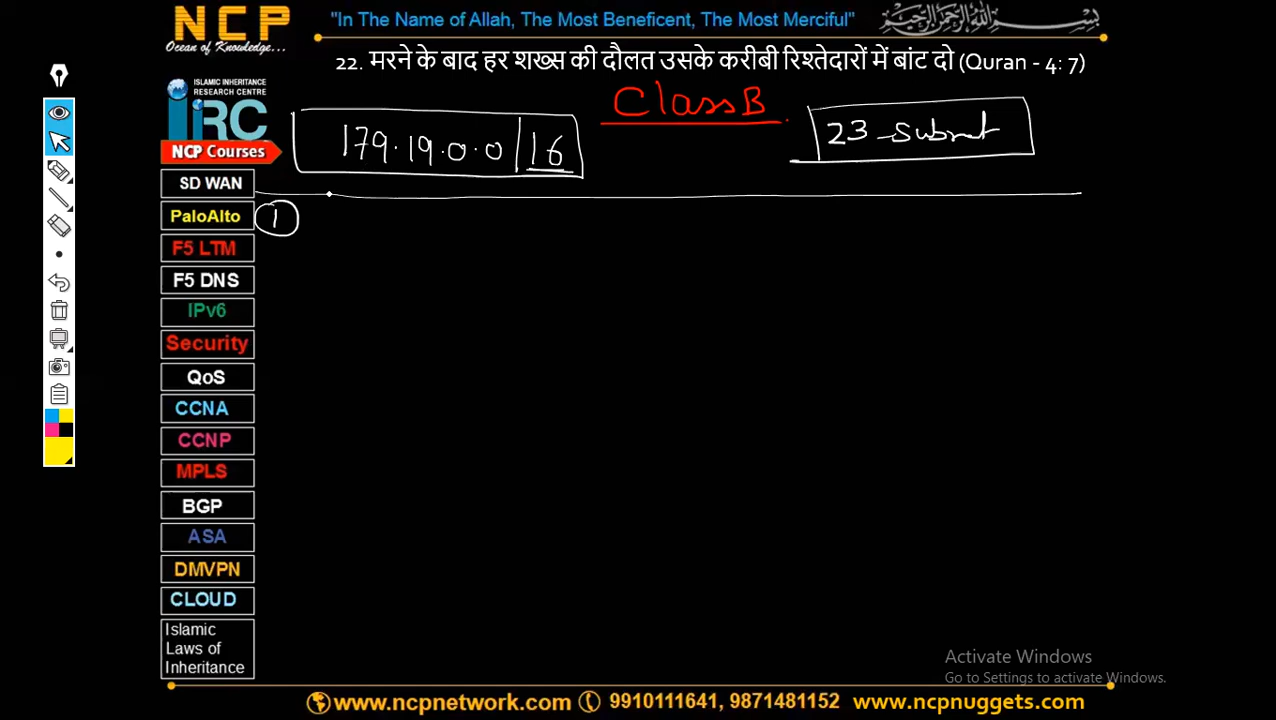 NCP
Ocean of Knowledge...
"In The Name of Allah, The Most Beneficent, The Most Merciful"
بسم الله الرحمن الرحيم
22. मरने के बाद हर शख्स की दौलत उसके करीबी रिश्तेदारों में बांट दो (Quran - 4: 7)
ISLAMIC INHERITANCE
RESEARCH CENTRE
IRC
NCP Courses
Class B
179.19.0.0/16
23 - Subnet
SD WAN
PaloAlto
1
F5 LTM
F5 DNS
IPv6
Security
QoS
CCNA
CCNP
MPLS
BGP
ASA
DMVPN
CLOUD
Islamic
Laws of
Inheritance
Activate Windows
Go to Settings to activate Windows.
www.ncpnetwork.com 9910111641, 9871481152 www.ncpnuggets.com